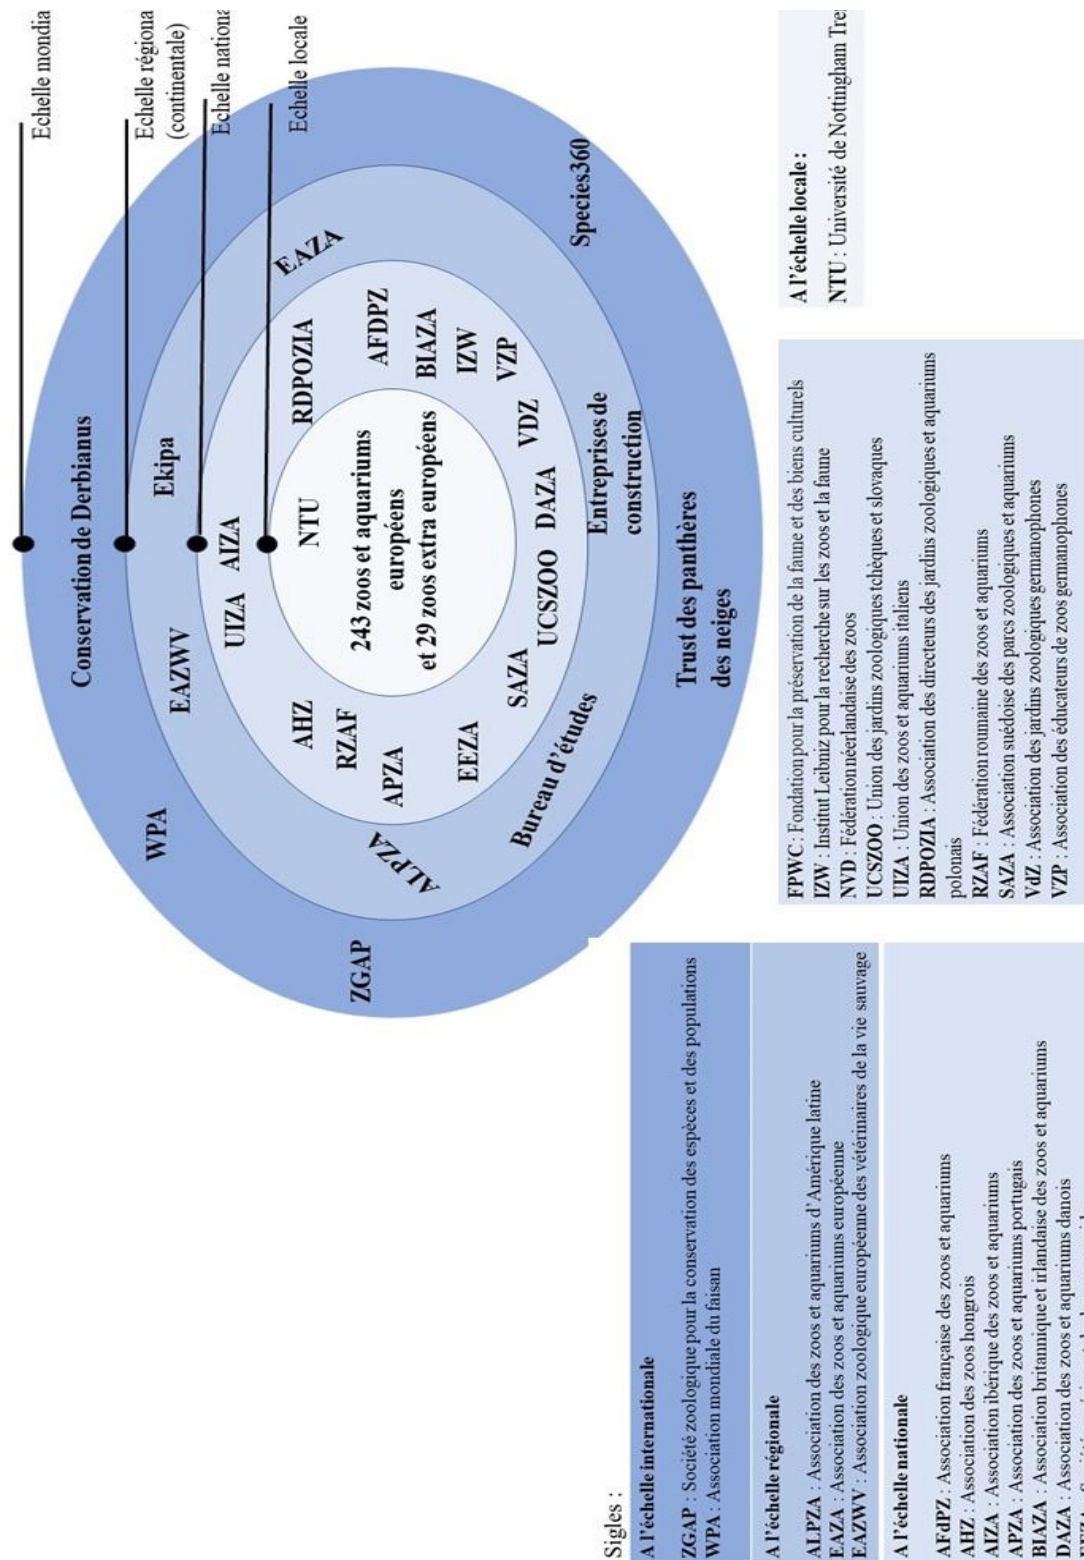 Echelle mondia
Echelle régiona
(continentale)
Echelle nationa
Echelle locale
Conservation de Derbianus
WPA
ZGAP
Species360
Trust des panthères
des neiges
Ekipa
EAZWV
EAZA
ALPZA
Bureau d’études
Entreprises de
construction
AIZA
UIZA
AHZ
RZAF
APZA
EEZA
SAZA
UCSZOO
DAZA
VDZ
VZP
IZW
BIAZA
AFDPZ
RDPOZIA
NTU
243 zoos et aquariums
européens
et 29 zoos extra européens
Sigles :
A l’échelle internationale
ZGAP : Société zoologique pour la conservation des espèces et des populations
WPA : Association mondiale du faisan
A l’échelle régionale
ALPZA : Association des zoos et aquariums d’Amérique latine
EAZA : Association des zoos et aquariums européenne
EAZWV : Association zoologique européenne des vétérinaires de la vie sauvage
A l’échelle nationale
AFdPZ : Association française des zoos et aquariums
AHZ : Association des zoos hongrois
AIZA : Association ibérique des zoos et aquariums
APZA : Association des zoos et aquariums portugais
BIAZA : Association britannique et irlandaise des zoos et aquariums
DAZA : Association des zoos et aquariums danois
FPWC : Fondation pour la préservation de la faune et des biens culturels
IZW : Institut Leibniz pour la recherche sur les zoos et la faune
NVD : Fédération néerlandaise des zoos
UCSZOO : Union des jardins zoologiques tchèques et slovaques
UIZA : Union des zoos et aquariums italiens
RDPOZIA : Association des directeurs des jardins zoologiques et aquariums
polonais
RZAF : Fédération roumaine des zoos et aquariums
SAZA : Association suédoise des parcs zoologiques et aquariums
VdZ : Association des jardins zoologiques germanophones
VZP : Association des éducateurs de zoos germanophones
A l’échelle locale :
NTU : Université de Nottingham Tre